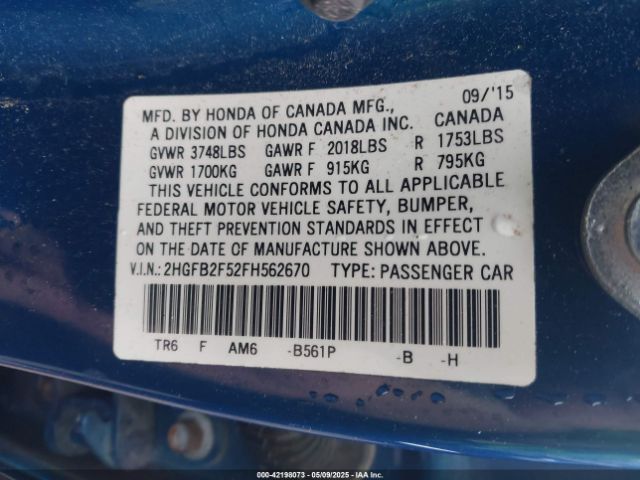 09/'15
MFD. BY HONDA OF CANADA MFG., CANADA
A DIVISION OF HONDA CANADA INC.
GVWR 3748LBS GAWR F 2018LBS R 1753LBS
GVWR 1700KG GAWR F 915KG R 795KG
THIS VEHICLE CONFORMS TO ALL APPLICABLE
FEDERAL MOTOR VEHICLE SAFETY, BUMPER,
AND THEFT PREVENTION STANDARDS IN EFFECT
ON THE DATE OF MANUFACTURE SHOWN ABOVE.
V.I.N.: 2HGFB2F52FH562670 TYPE: PASSENGER CAR
TR6 F AM6 -B561P -B -H
000-42198073 - 05/09/2025 - IAA Inc.